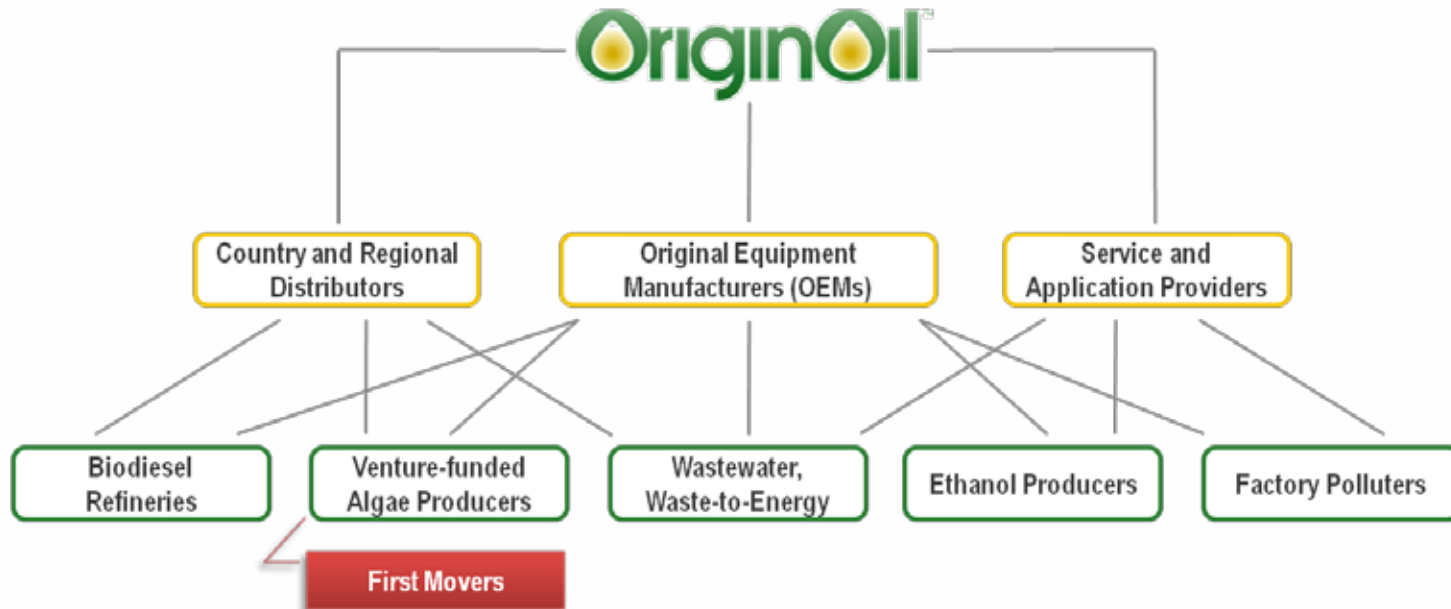 OriginOil™
Country and Regional
Distributors
Original Equipment
Manufacturers (OEMs)
Service and
Application Providers
Biodiesel
Refineries
Venture-funded
Algae Producers
Wastewater,
Waste-to-Energy
Ethanol Producers
Factory Polluters
First Movers